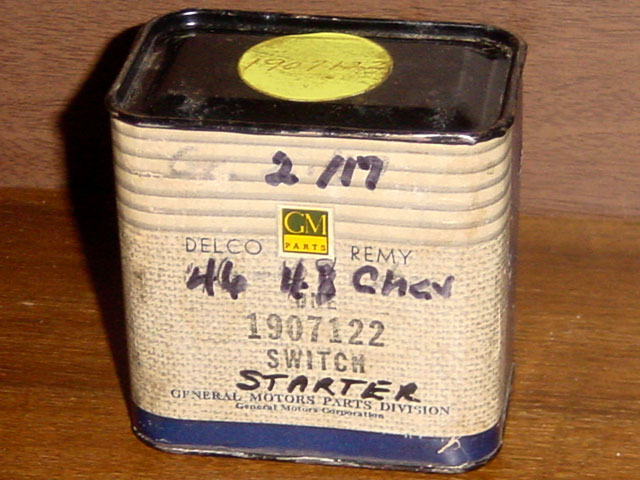 1907122
2/17
GM
PARTS
DELCO REMY
46-48 Chev
ONE
1907122
SWITCH
STARTER
GENERAL MOTORS PARTS DIVISION
General Motors Corporation